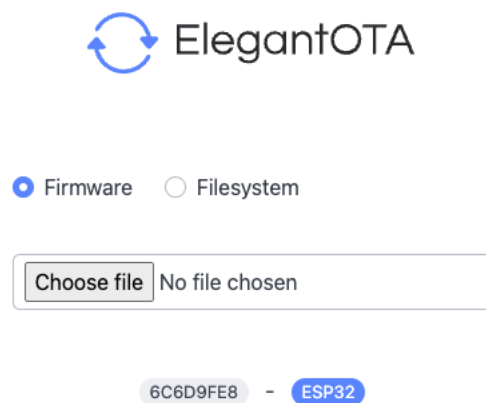 ElegantOTA
Firmware Filesystem
Choose file No file chosen
6C6D9FE8 - ESP32